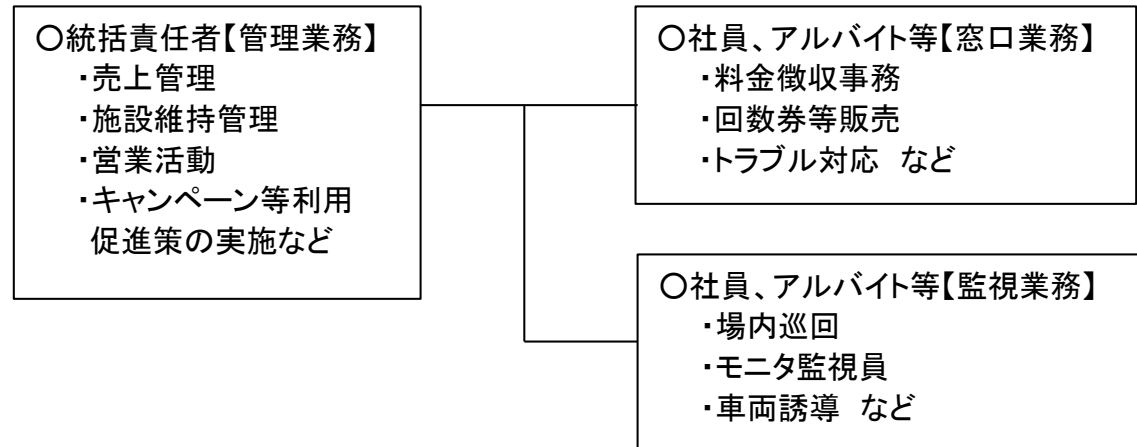 〇統括責任者【管理業務】
・売上管理
・施設維持管理
・営業活動
・キャンペーン等利用
促進策の実施など
〇社員、アルバイト等【窓口業務】
・料金徴収事務
・回数券等販売
・トラブル対応 など
〇社員、アルバイト等【監視業務】
・場内巡回
・モニタ監視員
・車両誘導 など